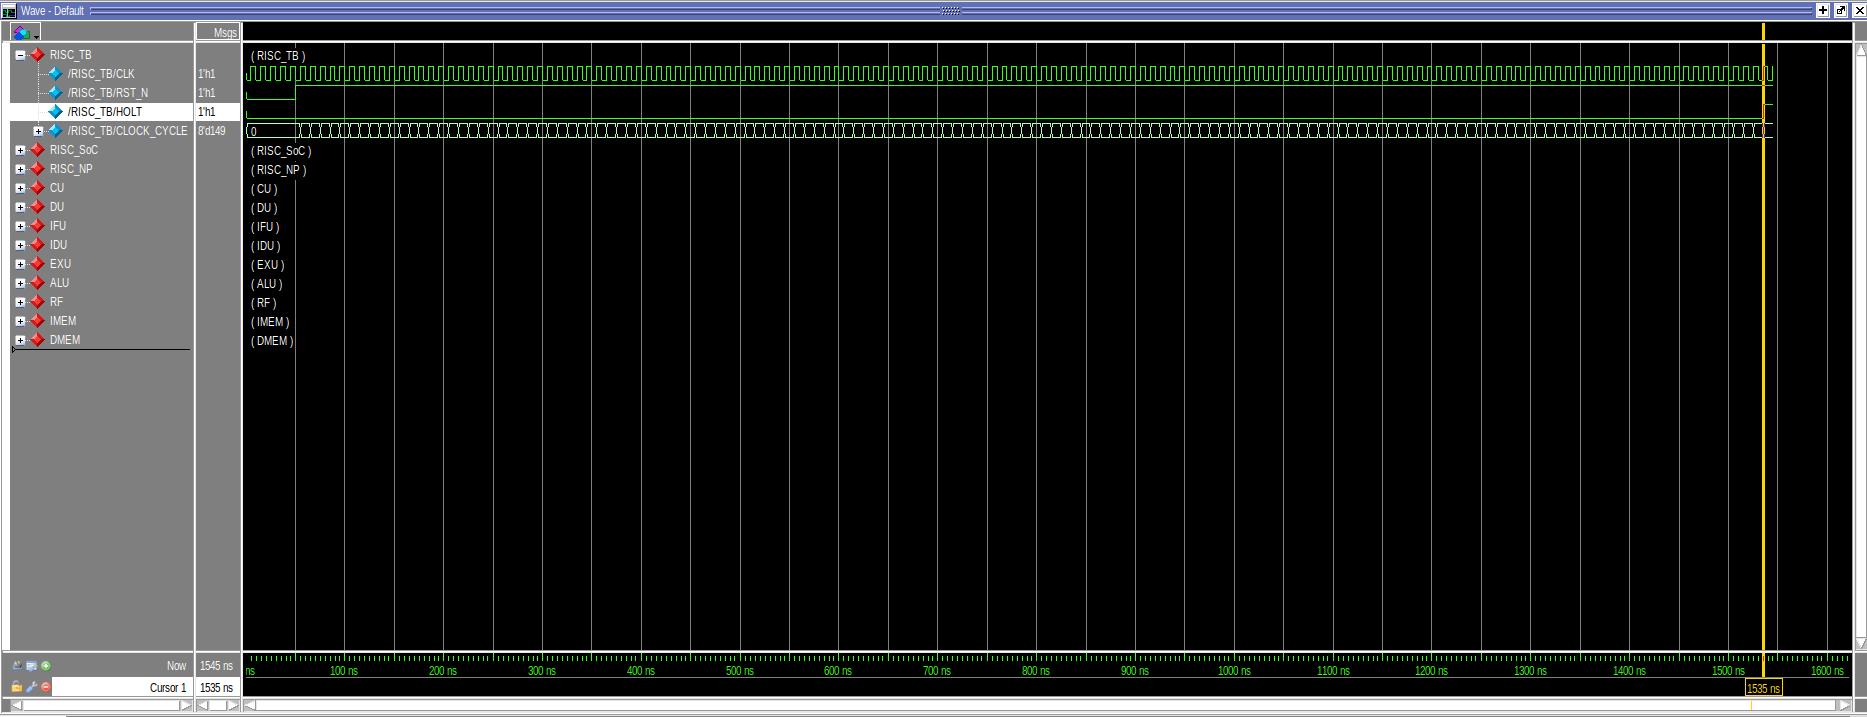 Wave - Default
Msgs
RISC_TB ( RISC_TB )
/RISC_TB/CLK 1'h1
/RISC_TB/RST_N 1'h1
/RISC_TB/HOLT 1'h1
/RISC_TB/CLOCK_CYCLE 8'd149 0
RISC_SoC ( RISC_SoC )
RISC_NP ( RISC_NP )
CU ( CU )
DU ( DU )
IFU ( IFU )
IDU ( IDU )
EXU ( EXU )
ALU ( ALU )
RF ( RF )
IMEM ( IMEM )
DMEM ( DMEM )
Now 1545 ns ns 100 ns 200 ns 300 ns 400 ns 500 ns 600 ns 700 ns 800 ns 900 ns 1000 ns 1100 ns 1200 ns 1300 ns 1400 ns 1500 ns 1600 ns
Cursor 1 1535 ns 1535 ns